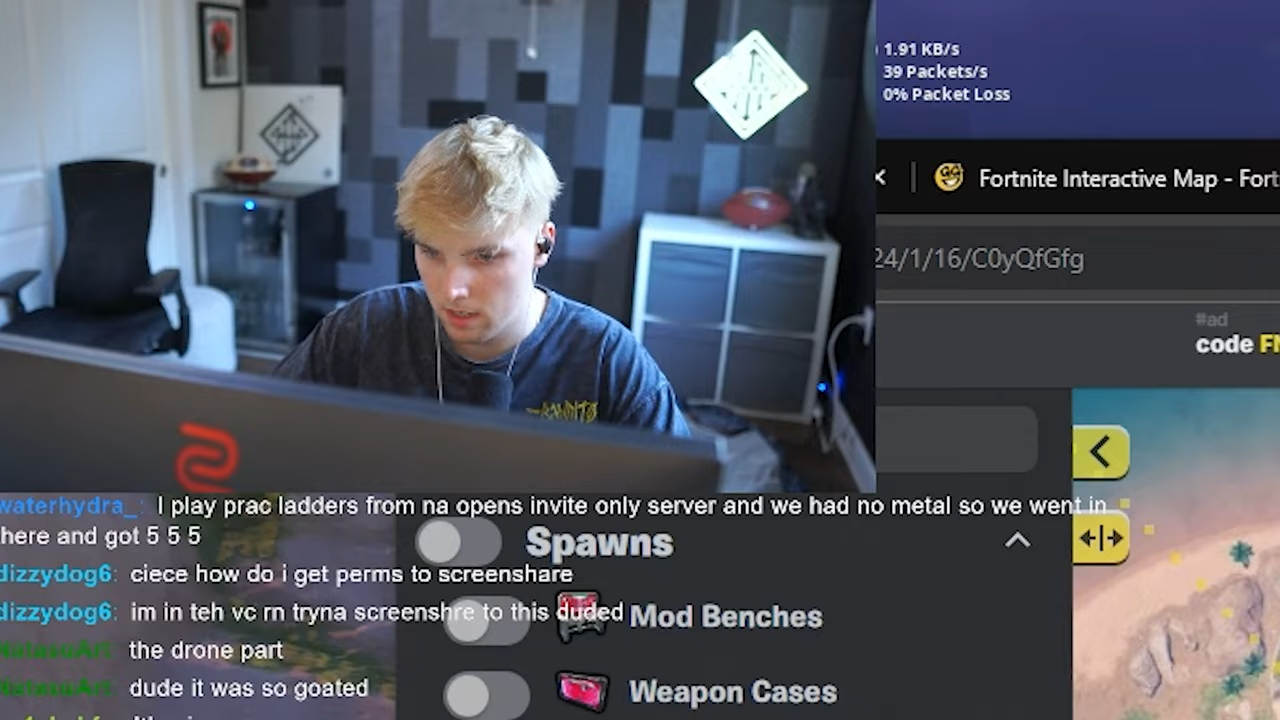 1.91 KB/s
39 Packets/s
0% Packet Loss
Fortnite Interactive Map - Fort
24/1/16/C0yQfGfg
#ad
code FN
waterhydra_: I play prac ladders from na opens invite only server and we had no metal so we went in
here and got 5 5 5
Spawns
dizzydog6: ciece how do i get perms to screenshare
dizzydog6: im in teh vc rn tryna screenshre to this duded
Mod Benches
the drone part
dude it was so goated
Weapon Cases